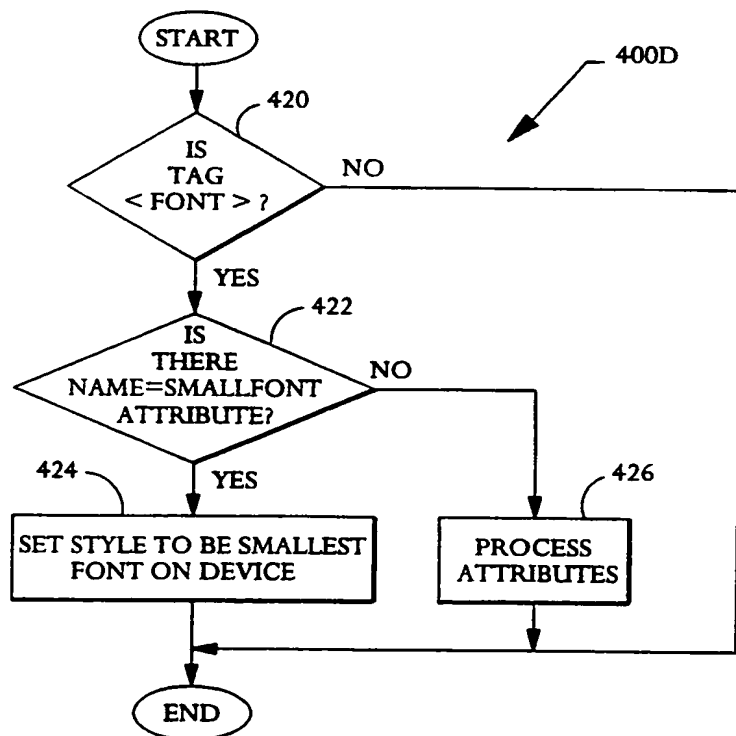 START
400D
420
IS
TAG
< FONT > ?
NO
YES
422
IS
THERE
NAME=SMALLFONT
ATTRIBUTE?
NO
YES
424
SET STYLE TO BE SMALLEST
FONT ON DEVICE
426
PROCESS
ATTRIBUTES
END